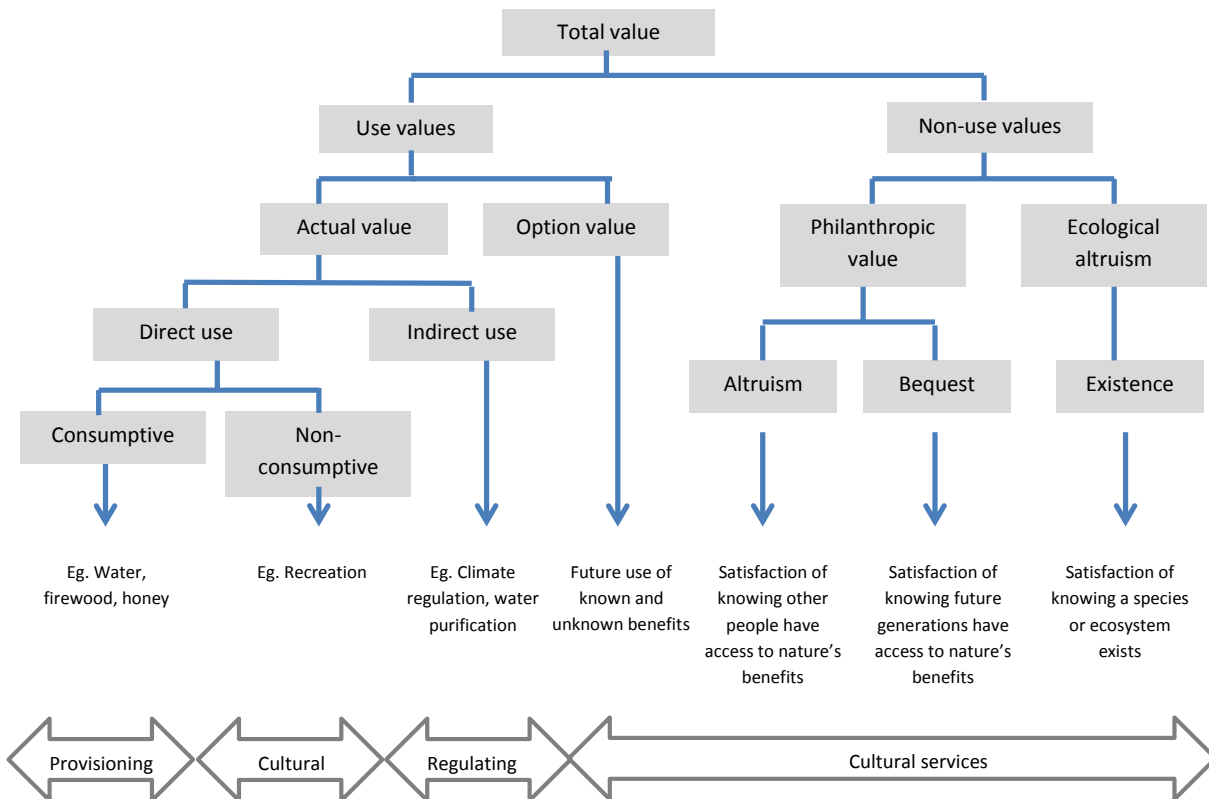 Total value
Use values
Non-use values
Actual value
Option value
Philanthropic
value
Ecological
altruism
Direct use
Indirect use
Altruism
Bequest
Existence
Consumptive
Non-
consumptive
Eg. Water,
firewood, honey
Eg. Recreation
Eg. Climate
regulation, water
purification
Future use of
known and
unknown benefits
Satisfaction of
knowing other
people have
access to nature's
benefits
Satisfaction of
knowing future
generations have
access to nature's
benefits
Satisfaction of
knowing a species
or ecosystem
exists
Provisioning
Cultural
Regulating
Cultural services